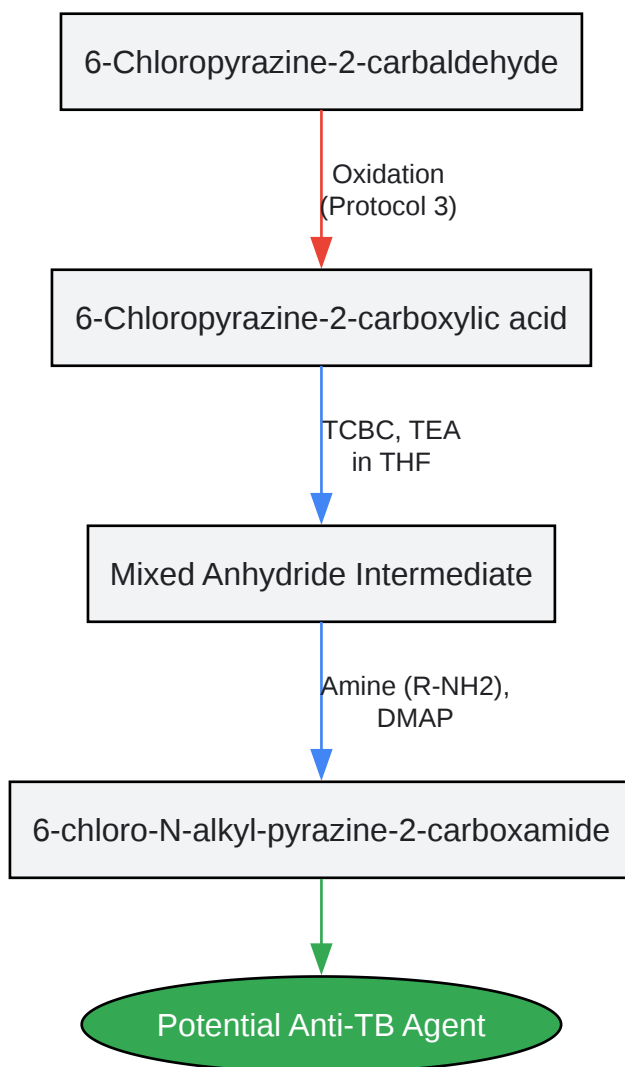 6-Chloropyrazine-2-carbaldehyde
Oxidation
(Protocol 3)
6-Chloropyrazine-2-carboxylic acid
TCBC, TEA
in THF
Mixed Anhydride Intermediate
Amine (R-NH2),
DMAP
6-chloro-N-alkyl-pyrazine-2-carboxamide
Potential Anti-TB Agent